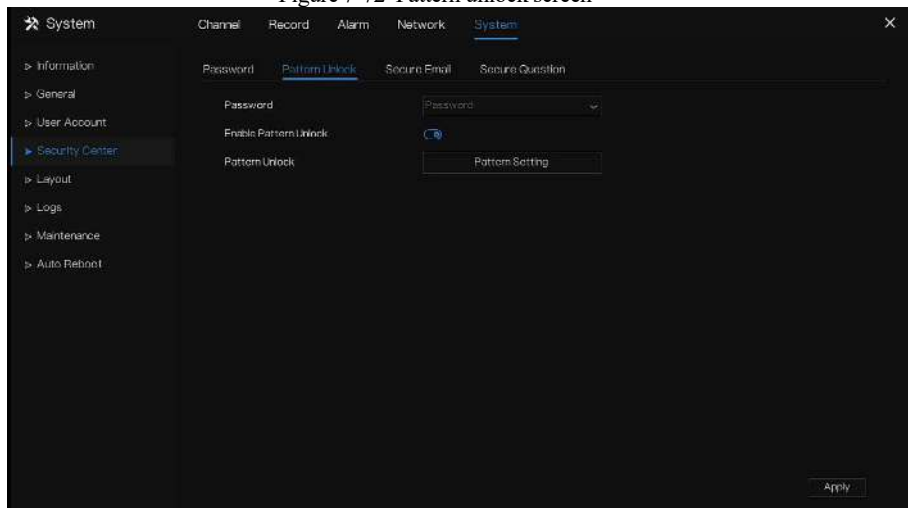 Figure 7-72 Pattern unlock screen
System Channel Record Alarm Network System
Information
General
User Account
Security Center
Layout
Logs
Maintenance
Auto Reboot
Password Pattern Unlock Secure Email Secure Question
Password Password
Enable Pattern Unlock
Pattern Unlock Pattern Setting
Apply